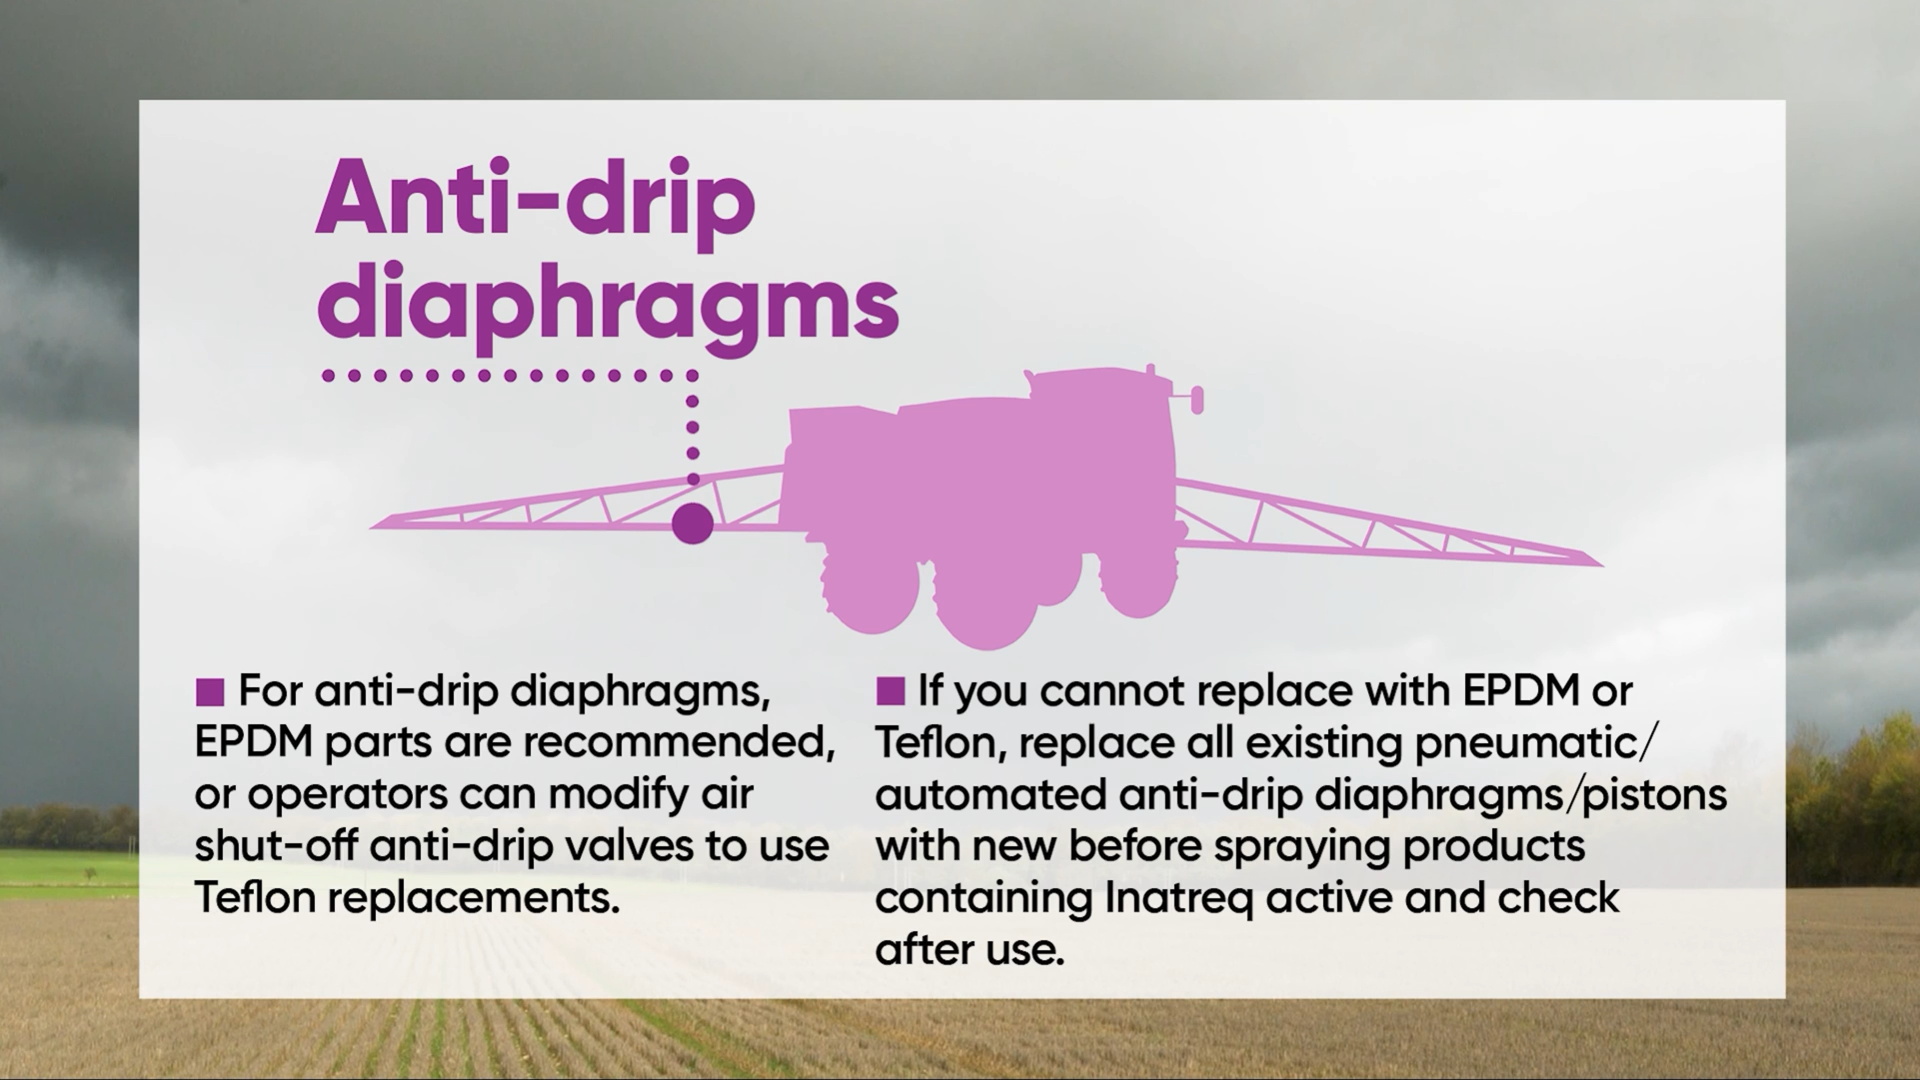 Anti-drip
diaphragms
■ For anti-drip diaphragms,
EPDM parts are recommended,
or operators can modify air
shut-off anti-drip valves to use
Teflon replacements.
■ If you cannot replace with EPDM or
Teflon, replace all existing pneumatic/
automated anti-drip diaphragms/pistons
with new before spraying products
containing Inatreq active and check
after use.